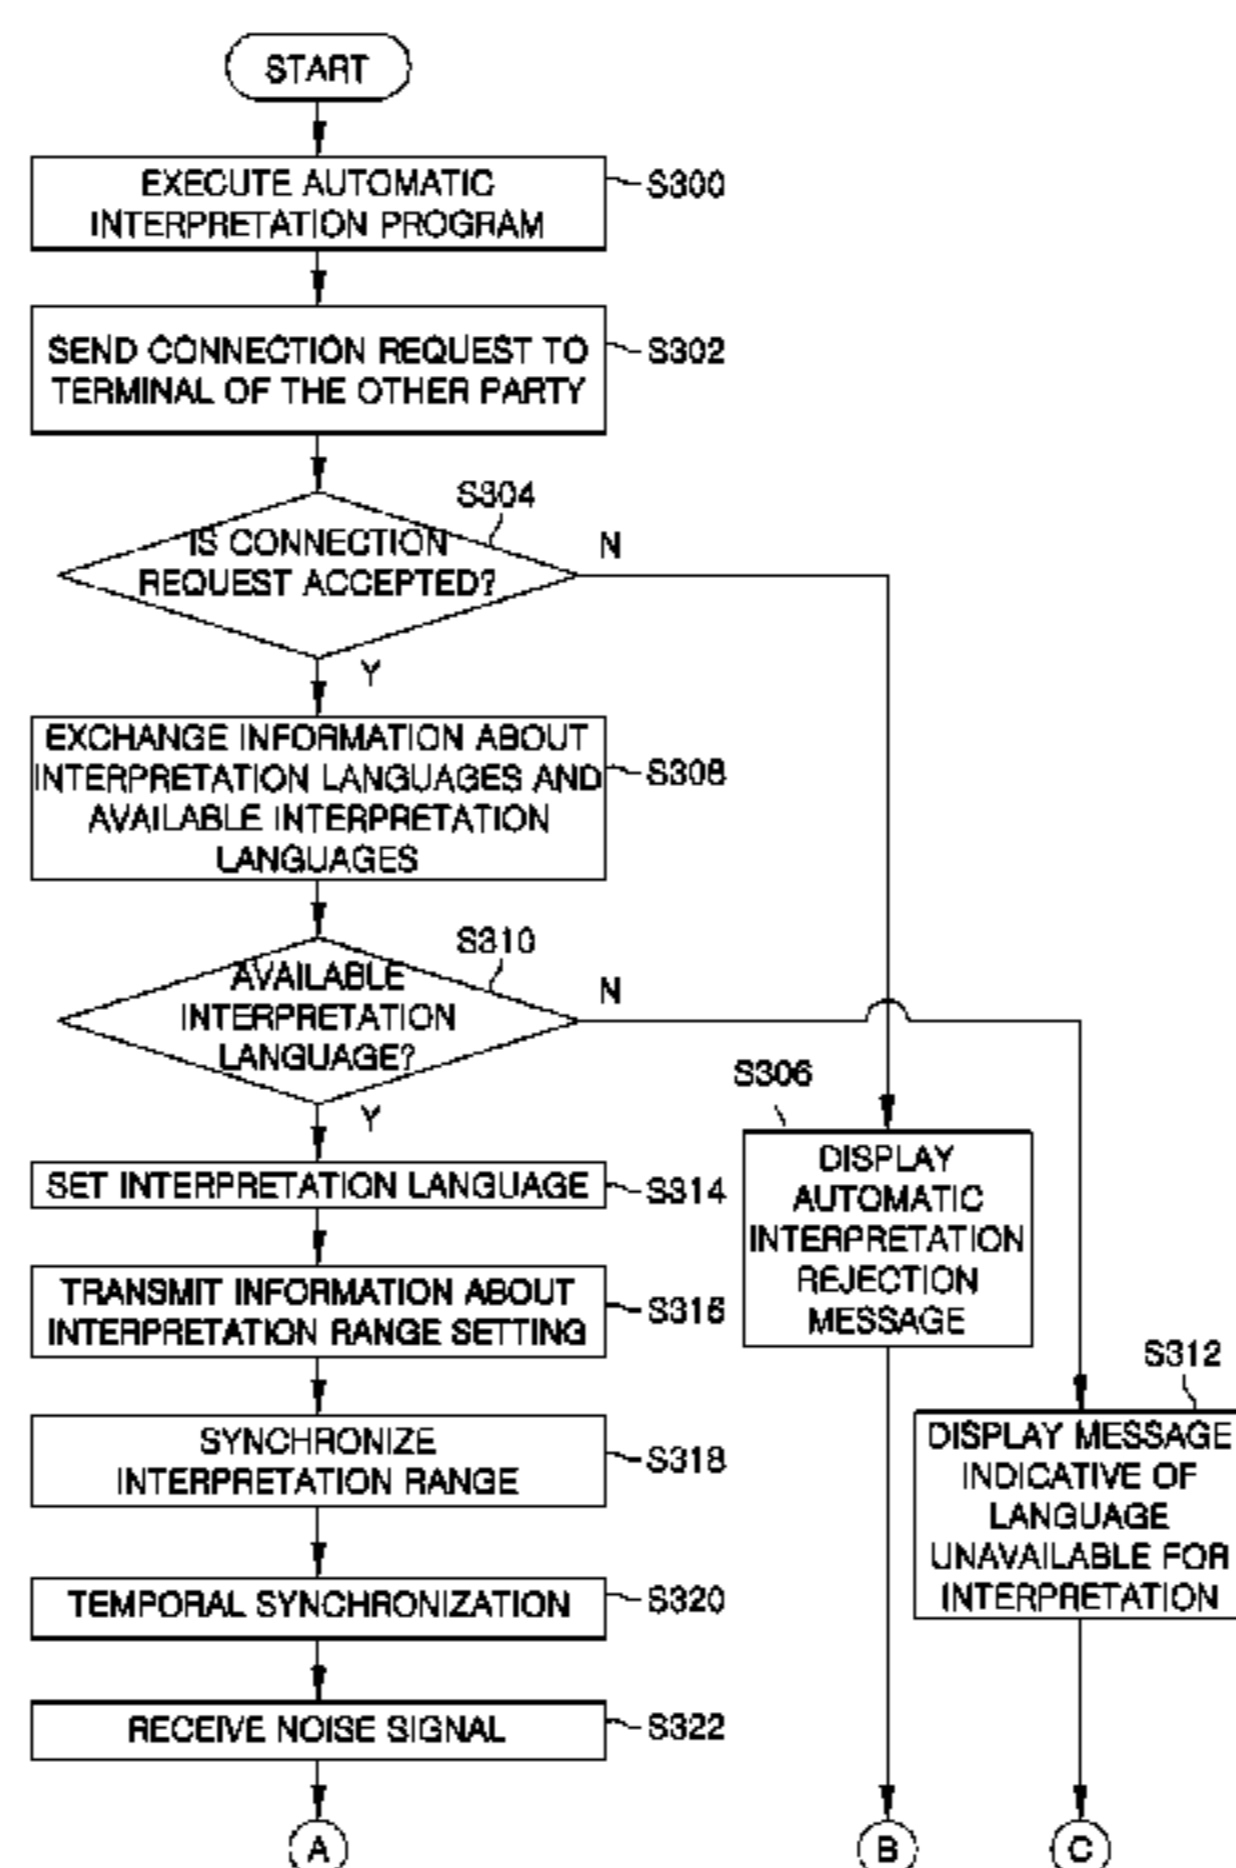 START
EXECUTE AUTOMATIC
INTERPRETATION PROGRAM
S300
SEND CONNECTION REQUEST TO
TERMINAL OF THE OTHER PARTY
S302
S304
IS CONNECTION
REQUEST ACCEPTED?
N
Y
EXCHANGE INFORMATION ABOUT
INTERPRETATION LANGUAGES AND
AVAILABLE INTERPRETATION
LANGUAGES
S308
S310
AVAILABLE
INTERPRETATION
LANGUAGE?
N
Y
S306
DISPLAY
AUTOMATIC
INTERPRETATION
REJECTION
MESSAGE
SET INTERPRETATION LANGUAGE
S314
TRANSMIT INFORMATION ABOUT
INTERPRETATION RANGE SETTING
S316
S312
DISPLAY MESSAGE
INDICATIVE OF
LANGUAGE
UNAVAILABLE FOR
INTERPRETATION
SYNCHRONIZE
INTERPRETATION RANGE
S318
TEMPORAL SYNCHRONIZATION
S320
RECEIVE NOISE SIGNAL
S322
A
B
C